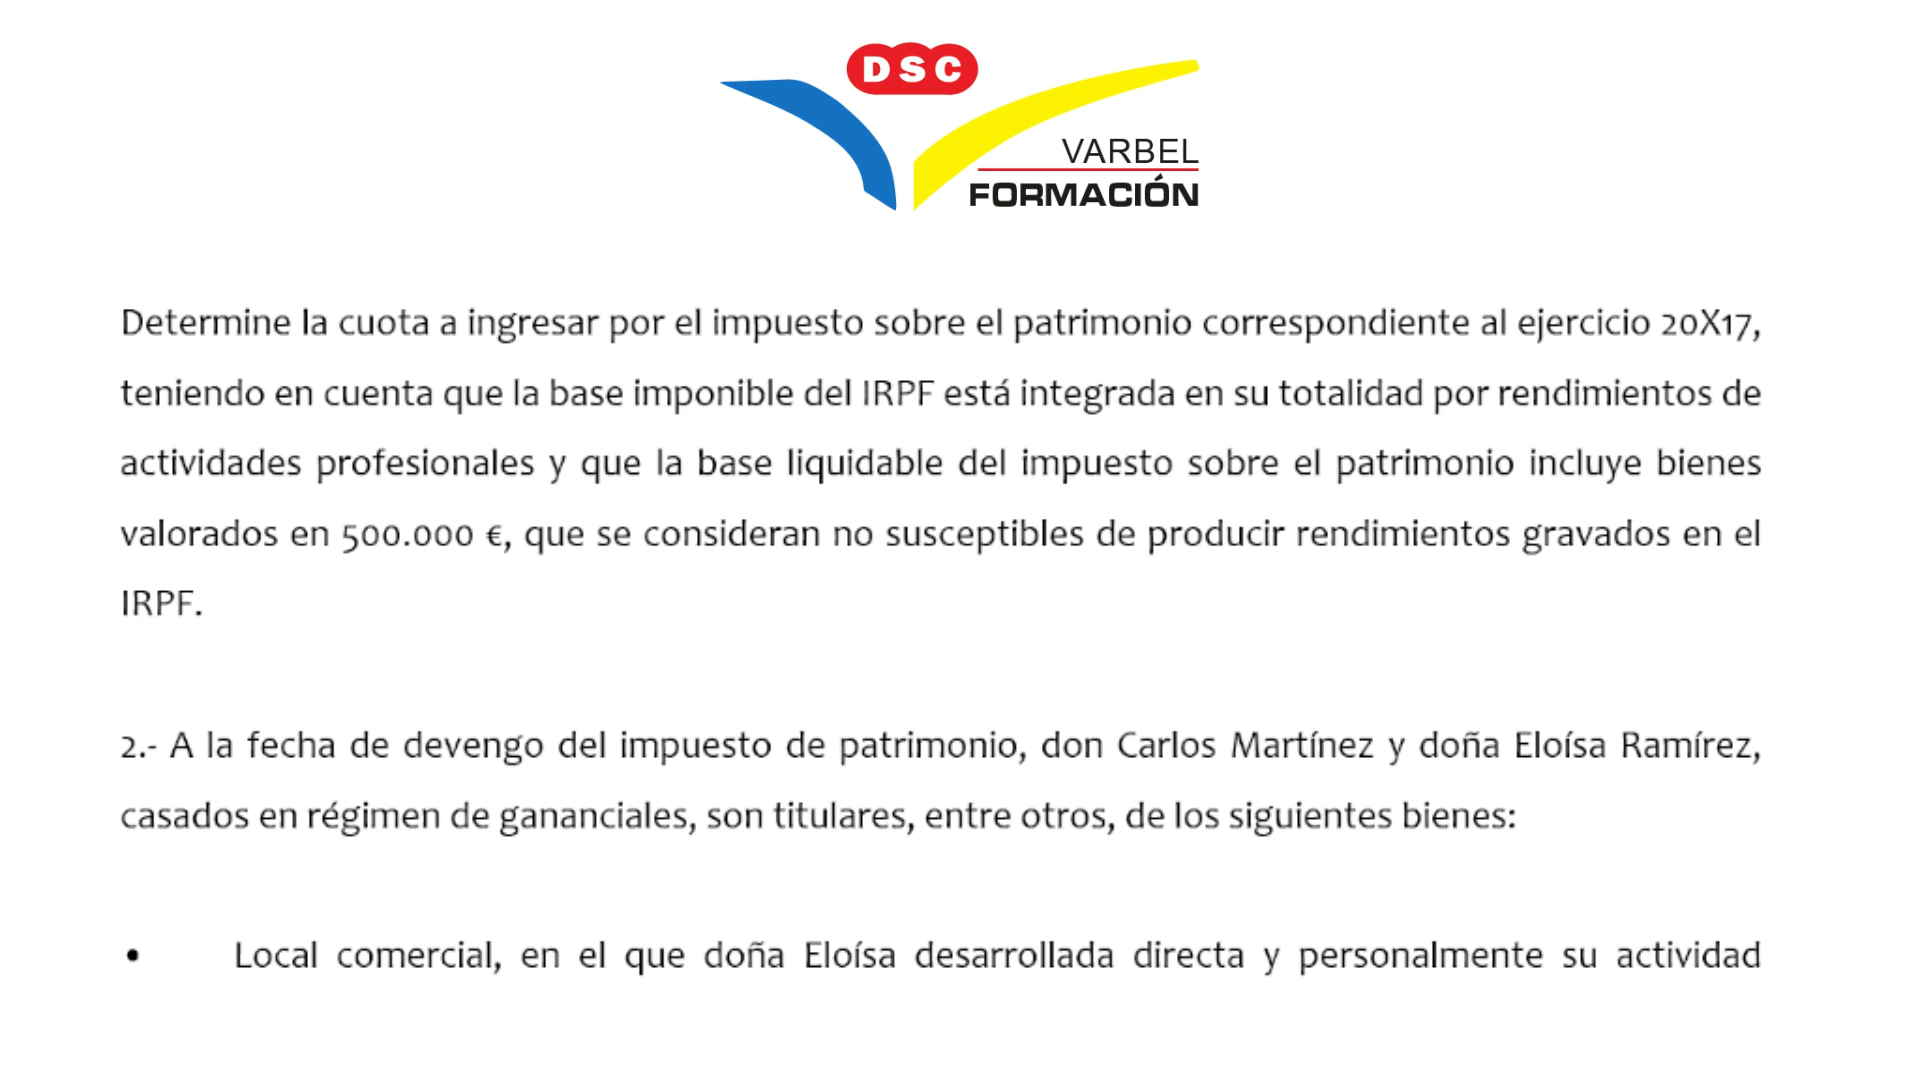 DSC
VARBEL
FORMACIÓN
Determine la cuota a ingresar por el impuesto sobre el patrimonio correspondiente al ejercicio 20X17,
teniendo en cuenta que la base imponible del IRPF está integrada en su totalidad por rendimientos de
actividades profesionales y que la base liquidable del impuesto sobre el patrimonio incluye bienes
valorados en 500.000 €, que se consideran no susceptibles de producir rendimientos gravados en el
IRPF.
2.- A la fecha de devengo del impuesto de patrimonio, don Carlos Martínez y doña Eloísa Ramírez,
casados en régimen de gananciales, son titulares, entre otros, de los siguientes bienes:
• Local comercial, en el que doña Eloísa desarrollada directa y personalmente su actividad